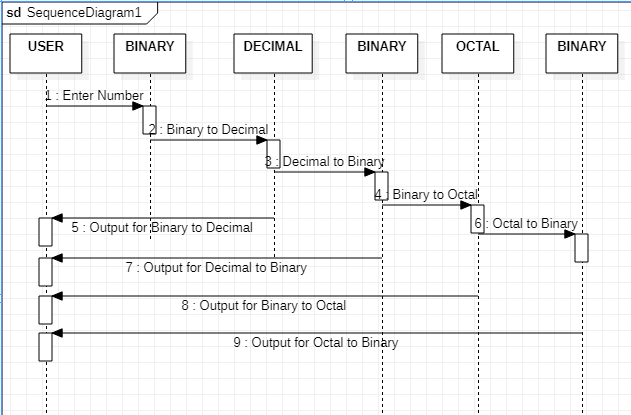 sd SequenceDiagram1
USER BINARY DECIMAL BINARY OCTAL BINARY
1 : Enter Number
2 : Binary to Decimal
3 : Decimal to Binary
4 : Binary to Octal
5 : Output for Binary to Decimal
6 : Octal to Binary
7 : Output for Decimal to Binary
8 : Output for Binary to Octal
9 : Output for Octal to Binary